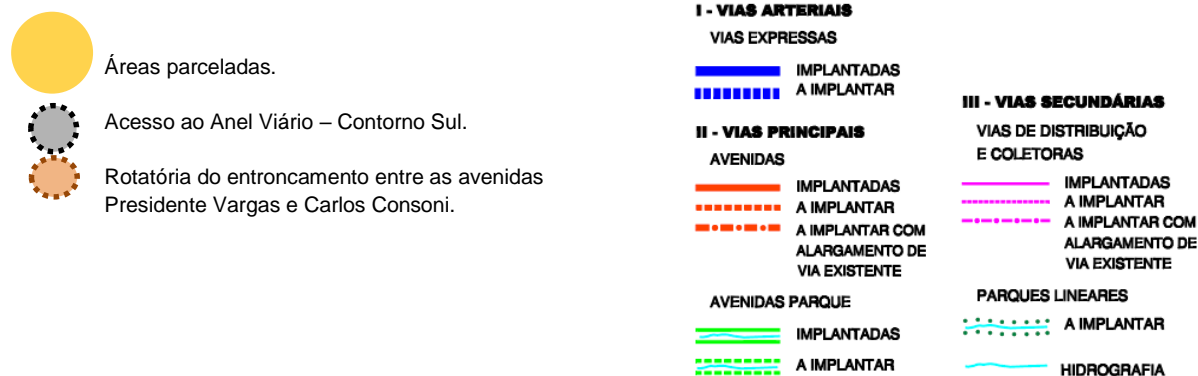 Áreas parceladas.
Acesso ao Anel Viário – Contorno Sul.
Rotatória do entroncamento entre as avenidas
Presidente Vargas e Carlos Consoni.
I - VIAS ARTERIAIS
VIAS EXPRESSAS
IMPLANTADAS
A IMPLANTAR
II - VIAS PRINCIPAIS
AVENIDAS
IMPLANTADAS
A IMPLANTAR
A IMPLANTAR COM
ALARGAMENTO DE
VIA EXISTENTE
AVENIDAS PARQUE
IMPLANTADAS
A IMPLANTAR
III - VIAS SECUNDÁRIAS
VIAS DE DISTRIBUIÇÃO
E COLETORAS
IMPLANTADAS
A IMPLANTAR
A IMPLANTAR COM
ALARGAMENTO DE
VIA EXISTENTE
PARQUES LINEARES
A IMPLANTAR
HIDROGRAFIA